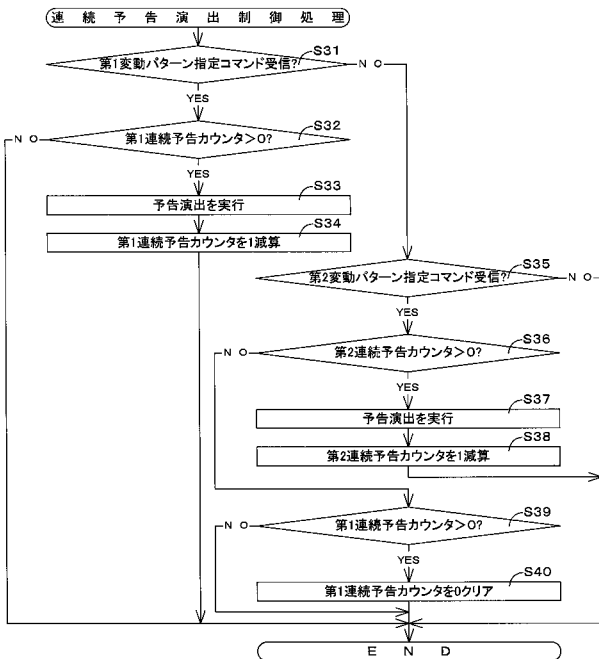 連続予告演出制御処理
S31
第1変動パターン指定コマンド受信?
NO
YES
S32
NO
第1連続予告カウンタ>0?
YES
S33
予告演出を実行
S34
第1連続予告カウンタを1減算
S35
第2変動パターン指定コマンド受信?
NO
YES
S36
NO
第2連続予告カウンタ>0?
YES
S37
予告演出を実行
S38
第2連続予告カウンタを1減算
S39
NO
第1連続予告カウンタ>0?
YES
S40
第1連続予告カウンタを0クリア
END